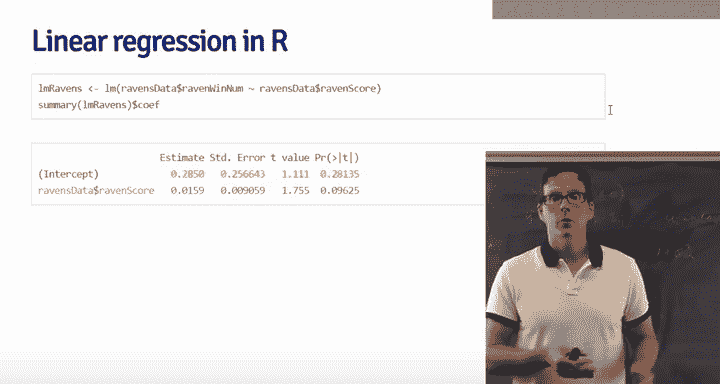 Linear regression in R
lmRavens <- lm(ravensData$ravenWinNum ~ ravensData$ravenScore)
summary(lmRavens)$coef
Estimate Std. Error t value Pr(>|t|)
(Intercept) 0.2850 0.256643 1.111 0.28135
ravensData$ravenScore 0.0159 0.009059 1.755 0.09625